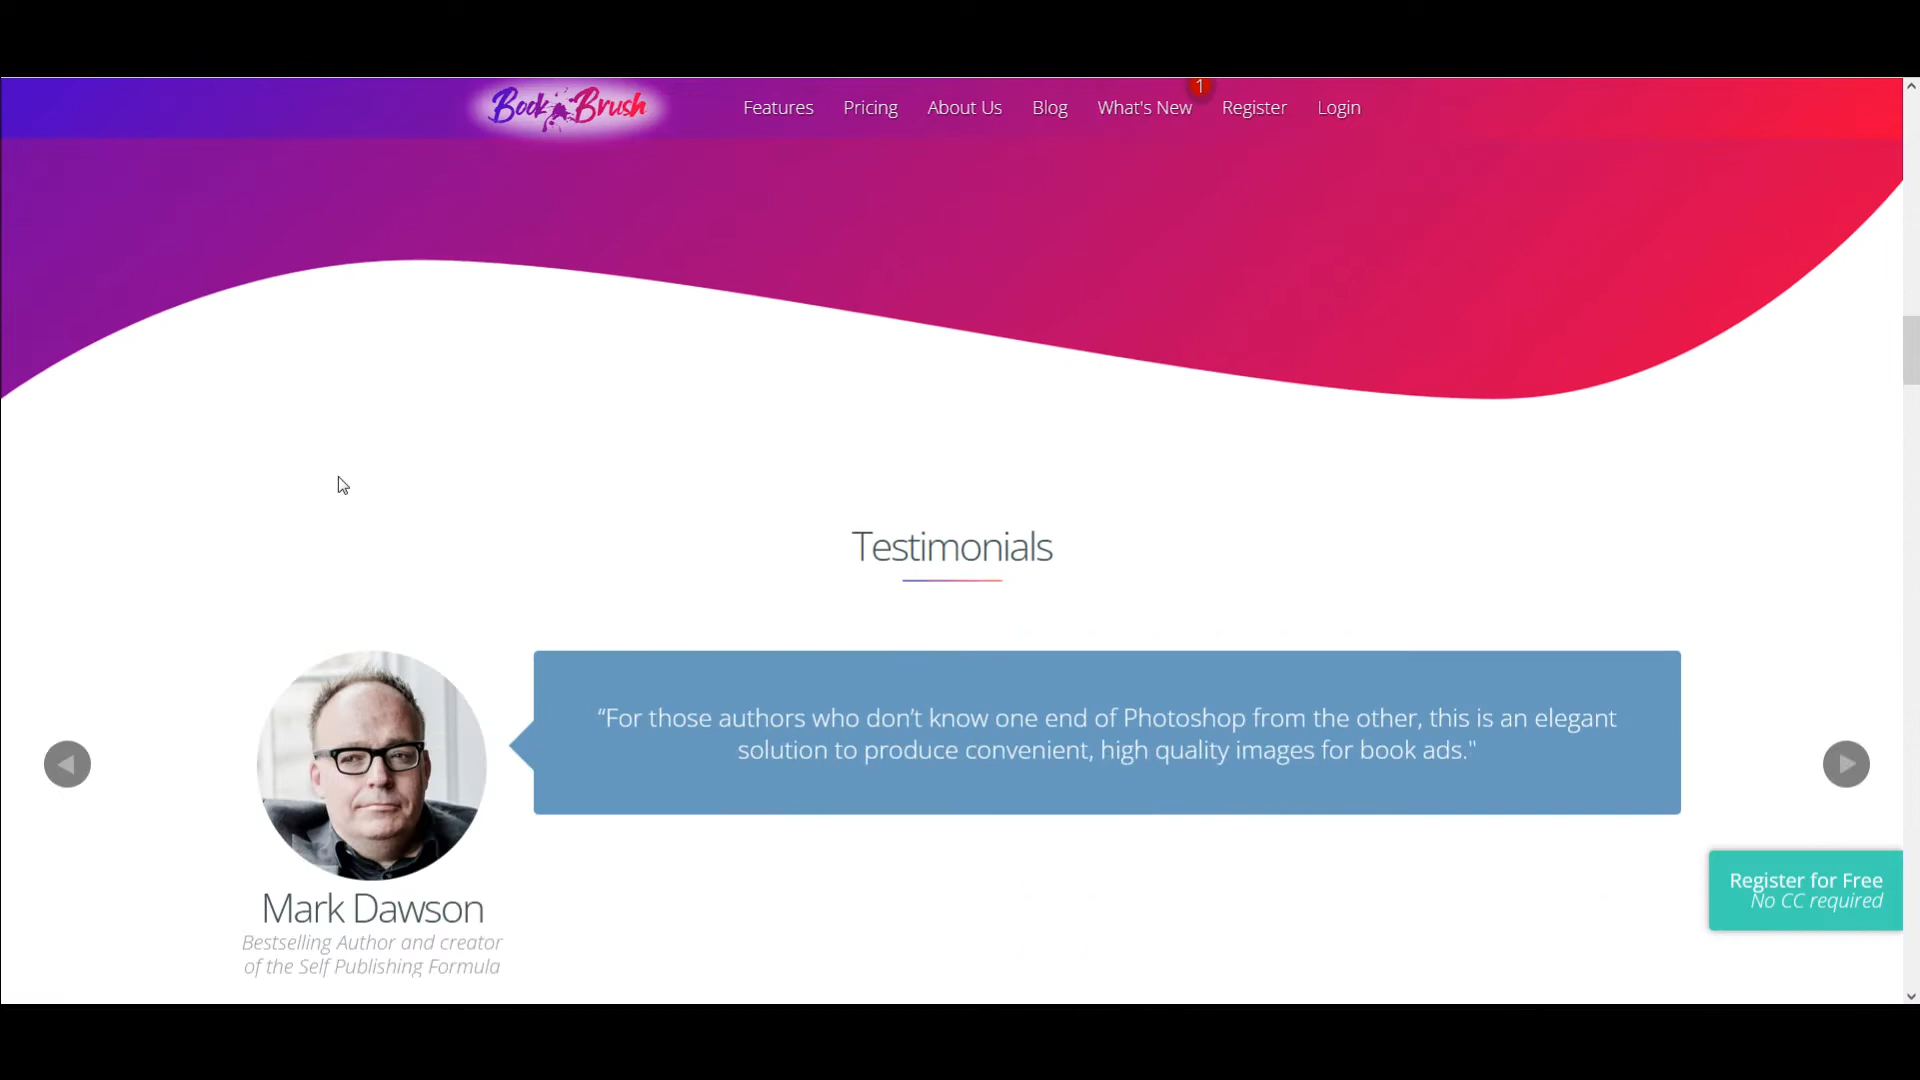 Book Brush
Features
Pricing
About Us
Blog
What's New
1
Register
Login
Testimonials
“For those authors who don’t know one end of Photoshop from the other, this is an elegant
solution to produce convenient, high quality images for book ads."
Mark Dawson
Bestselling Author and creator
of the Self Publishing Formula
Register for Free
No CC required